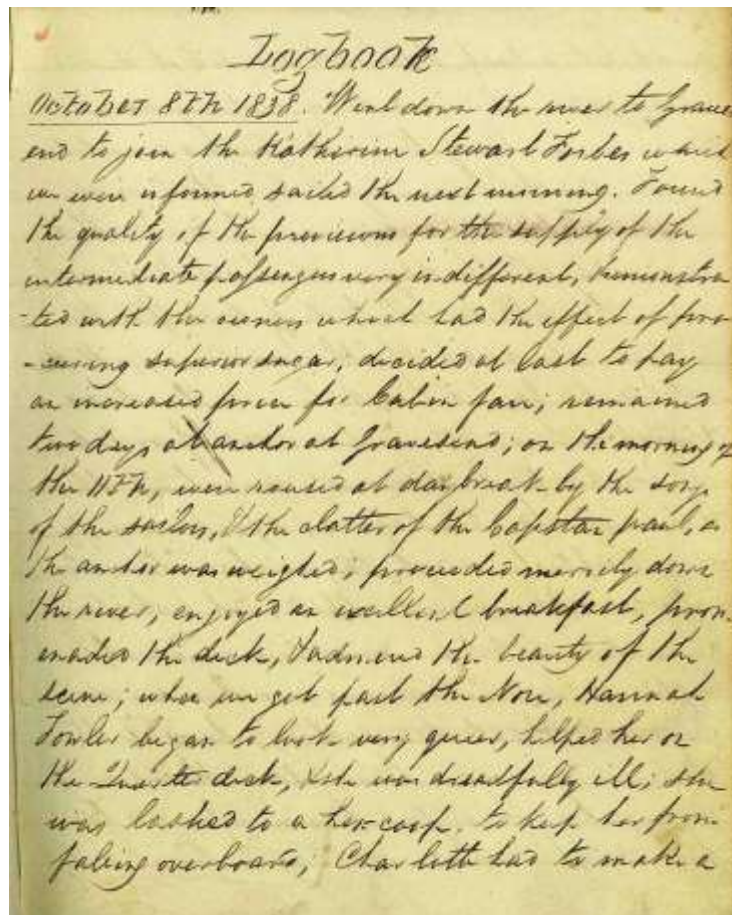 Logbook
October 8th 1838. Went down the river to Graves
end to join the Katherine Stewart Forbes which
we were informed sailed the next morning. Found
the quality of the provisions for the supply of the
intermediate passengers very indifferent, remonstra
-ted with the owners which had the effect of pro
-curing superior sugar, decided at last to pay
an increased price for Cabin fare; remained
two days at anchor at Gravesend; on the morning of
the 11th, were roused at daybreak by the song
of the sailors, & the clatter of the Capstan paul, as
the anchor was weighed; proceeded merrily down
the river, enjoyed an excellent breakfast, prom
enaded the deck, & admired the beauty of the
scene; when we got past the Nore, Hannah
Fowler began to look very queer, helped her on
the Quarter deck, & she was dreadfully ill; she
was lashed to a hen-coop to keep her from
falling overboard; Charlotte had to make a